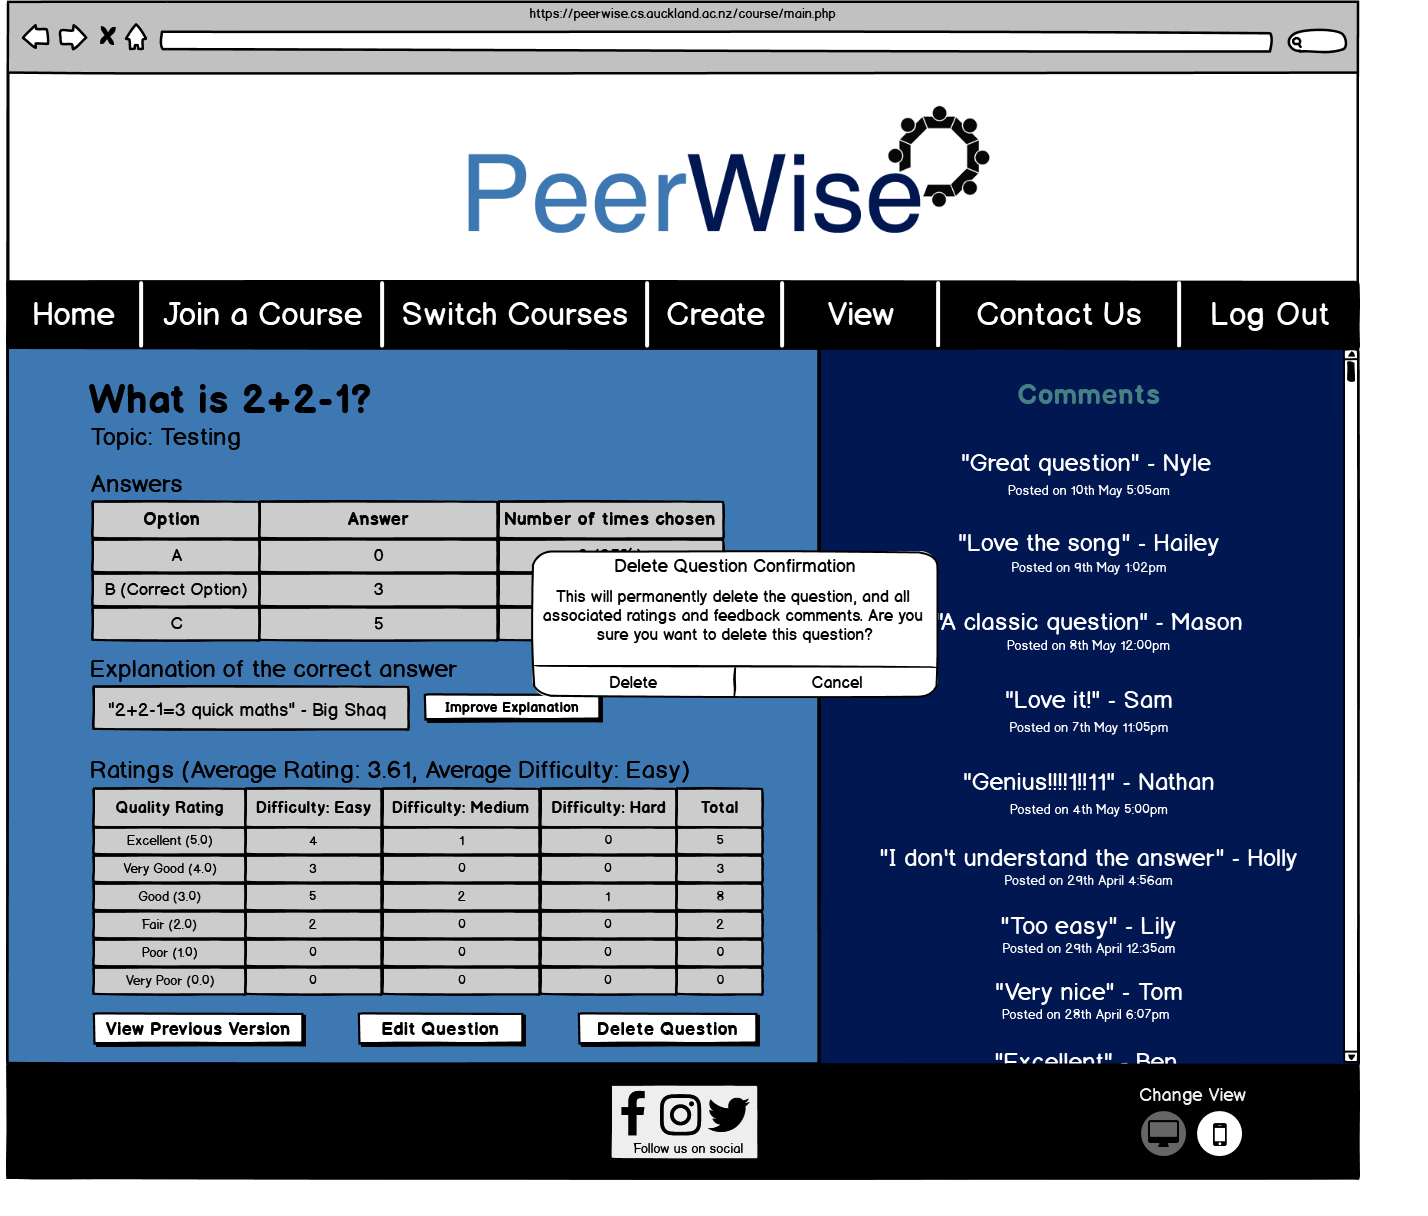 https://peerwise.cs.auckland.ac.nz/course/main.php
PeerWise
Home Join a Course Switch Courses Create View Contact Us Log Out
What is 2+2-1?
Topic: Testing
Answers
Option Answer Number of times chosen
A 0
B (Correct Option) 3
C 5
Delete Question Confirmation
This will permanently delete the question, and all
associated ratings and feedback comments. Are you
sure you want to delete this question?
Delete Cancel
Explanation of the correct answer
"2+2-1=3 quick maths" - Big Shaq
Improve Explanation
Ratings (Average Rating: 3.61, Average Difficulty: Easy)
Quality Rating Difficulty: Easy Difficulty: Medium Difficulty: Hard Total
Excellent (5.0) 4 1 0 5
Very Good (4.0) 3 0 0 3
Good (3.0) 5 2 1 8
Fair (2.0) 2 0 0 2
Poor (1.0) 0 0 0 0
Very Poor (0.0) 0 0 0 0
View Previous Version Edit Question Delete Question
Comments
"Great question" - Nyle
Posted on 10th May 5:05am
"Love the song" - Hailey
Posted on 9th May 1:02pm
"A classic question" - Mason
Posted on 8th May 12:00pm
"Love it!" - Sam
Posted on 7th May 11:05pm
"Genius!!!!1!!11" - Nathan
Posted on 4th May 5:00pm
"I don't understand the answer" - Holly
Posted on 29th April 4:56am
"Too easy" - Lily
Posted on 29th April 12:35am
"Very nice" - Tom
Posted on 28th April 6:07pm
"Excellent" - Ben
Follow us on social
Change View